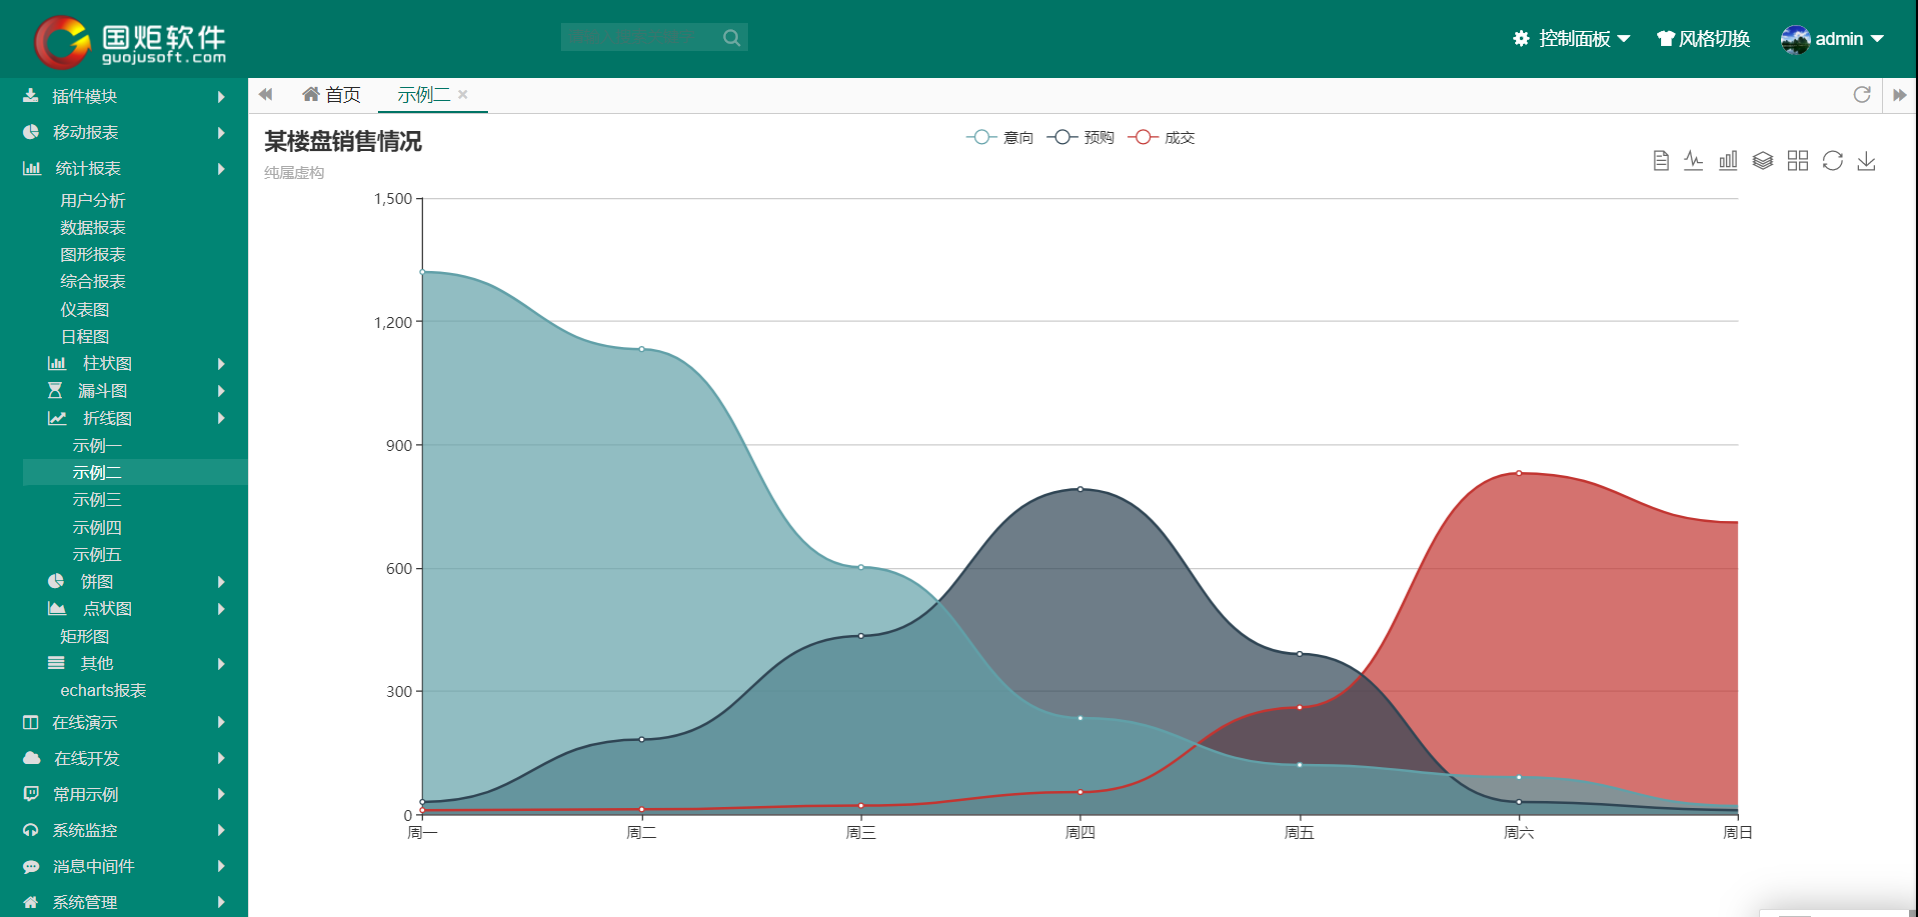 国炬软件
guojusoft.com
控制面板
风格切换
admin
插件模块
移动报表
统计报表
用户分析
数据报表
图形报表
综合报表
仪表图
日程图
柱状图
漏斗图
折线图
示例一
示例二
示例三
示例四
示例五
饼图
点状图
矩形图
其他
echarts报表
在线演示
在线开发
常用示例
系统监控
消息中间件
系统管理
首页
示例二
某楼盘销售情况
纯属虚构
意向 预购 成交
1,500
1,200
900
600
300
0
周一 周二 周三 周四 周五 周六 周日